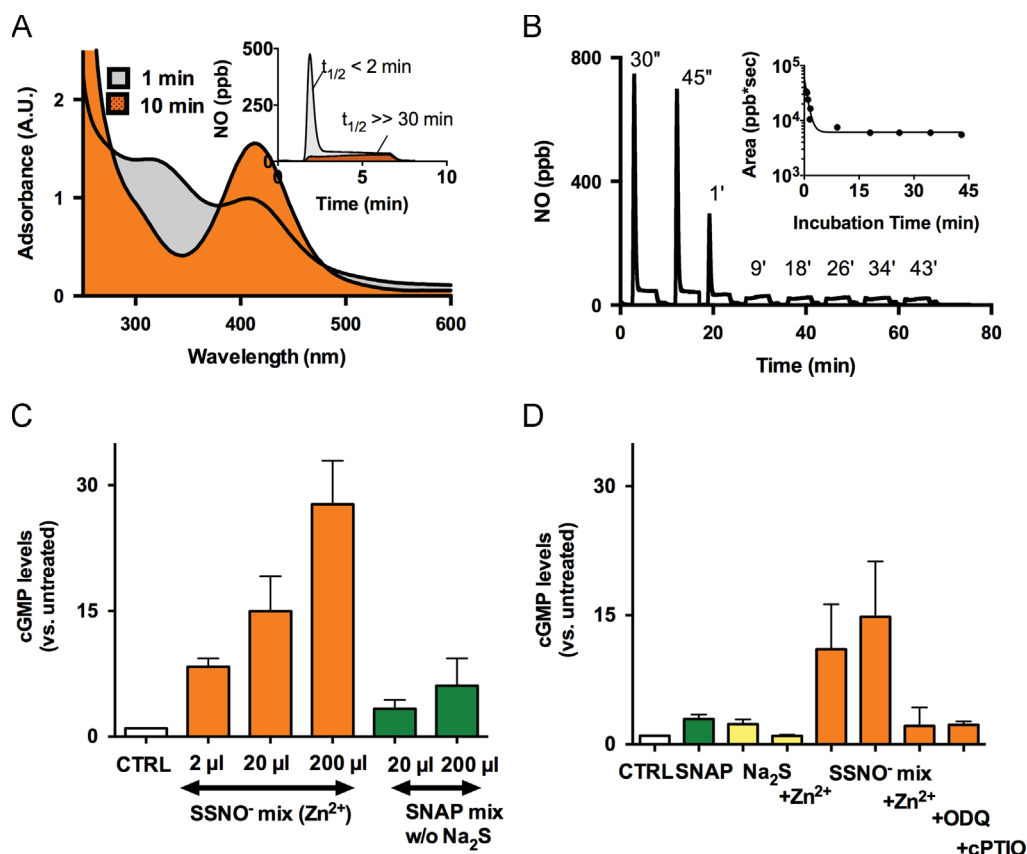 A
Adsorbance (A.U.)
2
1
0
300
400
500
600
Wavelength (nm)
1 min
10 min
NO (ppb)
500
250
0
t1/2 < 2 min
t1/2 >> 30 min
0
5
10
Time (min)
B
NO (ppb)
800
400
0
30"
45"
1'
9'
18'
26'
34'
43'
0
20
40
60
80
Time (min)
Area (ppb*sec)
10^5
10^4
10^3
0
15
30
45
Incubation Time (min)
C
cGMP levels
(vs. untreated)
30
15
0
CTRL
2 µl
20 µl
200 µl
20 µl
200 µl
SSNO- mix (Zn2+)
SNAP mix
w/o Na2S
D
cGMP levels
(vs. untreated)
30
15
0
CTRL
SNAP
Na2S
+Zn2+
SSNO- mix
+Zn2+
+ODQ
+cPTIO